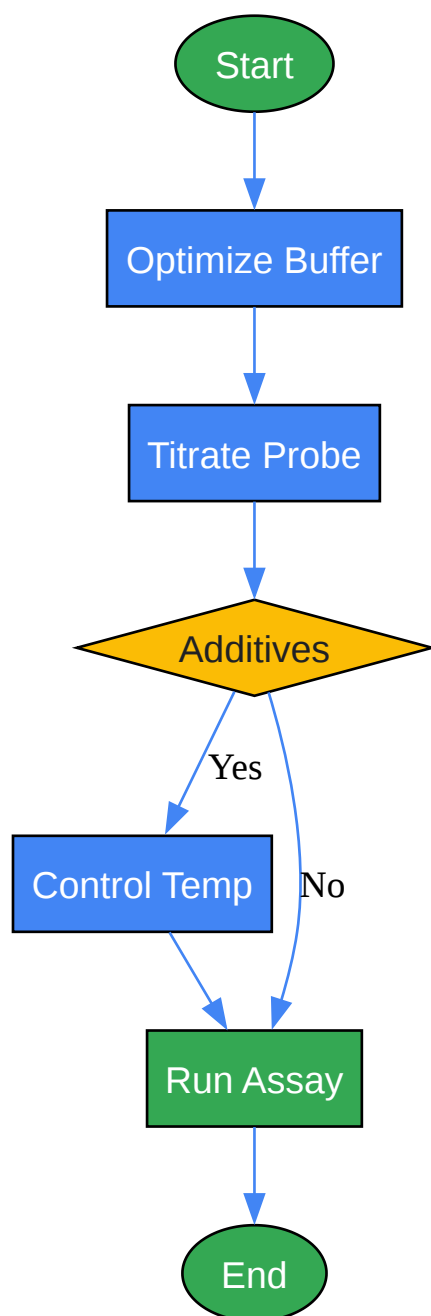 Start
Optimize Buffer
Titrate Probe
Additives
Yes
Control Temp
No
Run Assay
End